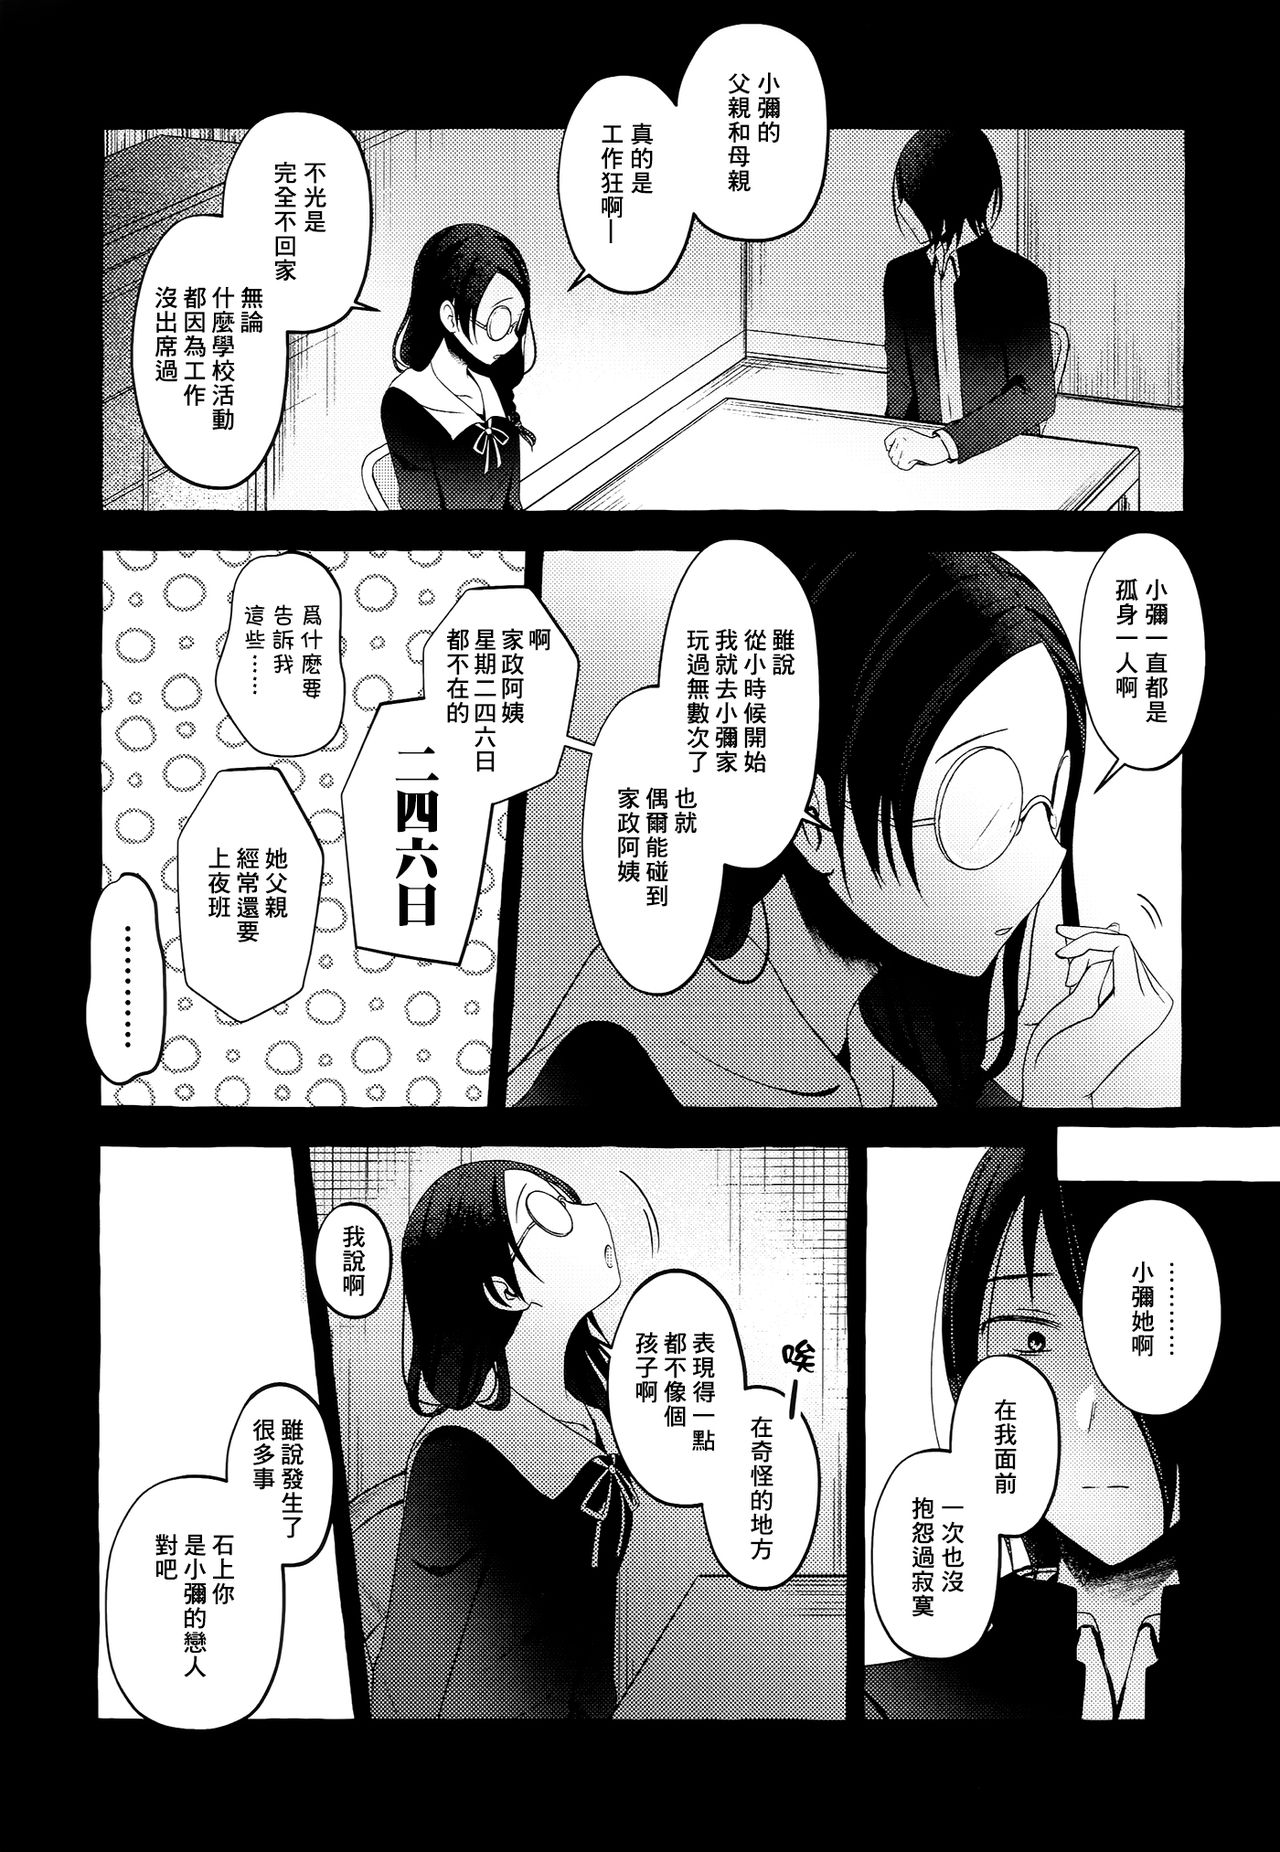 小彌的
父親和母親
真的是
工作狂啊—
不光是
完全不回家
無論
什麼學校活動
都因為工作
沒出席過
小彌一直都是
孤身一人啊
雖說
從小時候開始
我就去小彌家
玩過無數次了
也就
偶爾能碰到
家政阿姨
啊
家政阿姨
星期二四六日
都不在的
二四六日
爲什麽要
告訴我
這些……
她父親
經常還要
上夜班
…………
…………
小彌她啊
在我面前
一次也沒
抱怨過寂寞
唉—
在奇怪的地方
表現得一點
都不像個
孩子啊
我說
啊
雖說發生了
很多事
石上你
是小彌的戀人
對吧